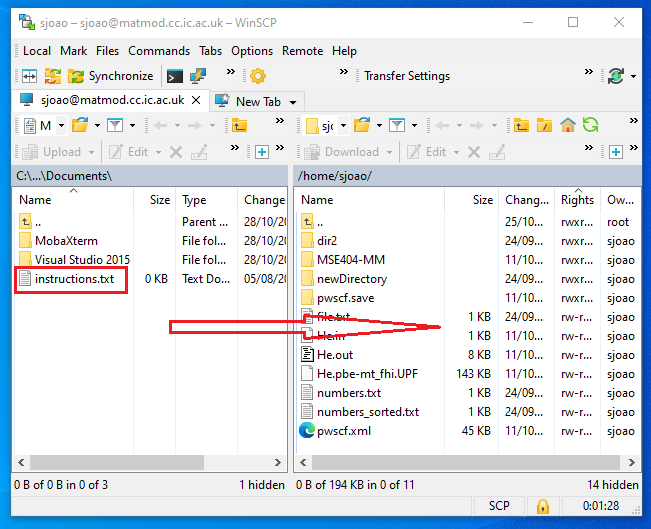 sjoao – sjoao@matmod.cc.ic.ac.uk – WinSCP
Local Mark Files Commands Tabs Options Remote Help
Synchronize » » Transfer Settings »
sjoao@matmod.cc.ic.ac.uk × New Tab
M » »
Upload Edit » Download Edit »
C:\...\Documents\ /home/sjoao/
Name Size Type Change Name Size Chang... Rights Ow...
.. Parent ... 28/10/20 .. 25/10... rwxr... root
MobaXterm File fol... 28/10/20 dir2 24/09... rwxr... sjoao
Visual Studio 2015 File fol... 28/10/20 MSE404-MM 11/10... rwxr... sjoao
instructions.txt 0 KB Text Do... 05/08/20 newDirectory 24/09... rwxr... sjoao
pwscf.save 11/10... rwxr... sjoao
file.txt 1 KB 24/09... rw-r... sjoao
He.in 1 KB 11/10... rw-r... sjoao
He.out 8 KB 11/10... rw-r... sjoao
He.pbe-mt_fhi.UPF 143 KB 11/10... rw-r... sjoao
numbers.txt 1 KB 24/09... rw-r... sjoao
numbers_sorted.txt 1 KB 24/09... rw-r... sjoao
pwscf.xml 45 KB 11/10... rw-r... sjoao
0 B of 0 B in 0 of 3 1 hidden 0 B of 194 KB in 0 of 11 14 hidden
SCP 0:01:28